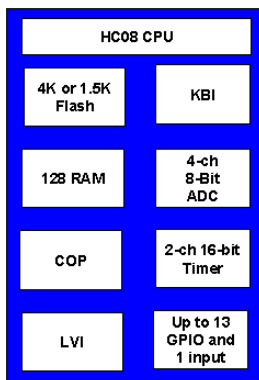 HC08 CPU
4K or 1.5K
Flash
KBI
128 RAM
4-ch
8-Bit
ADC
COP
2-ch 16-bit
Timer
LVI
Up to 13
GPIO and
1 input